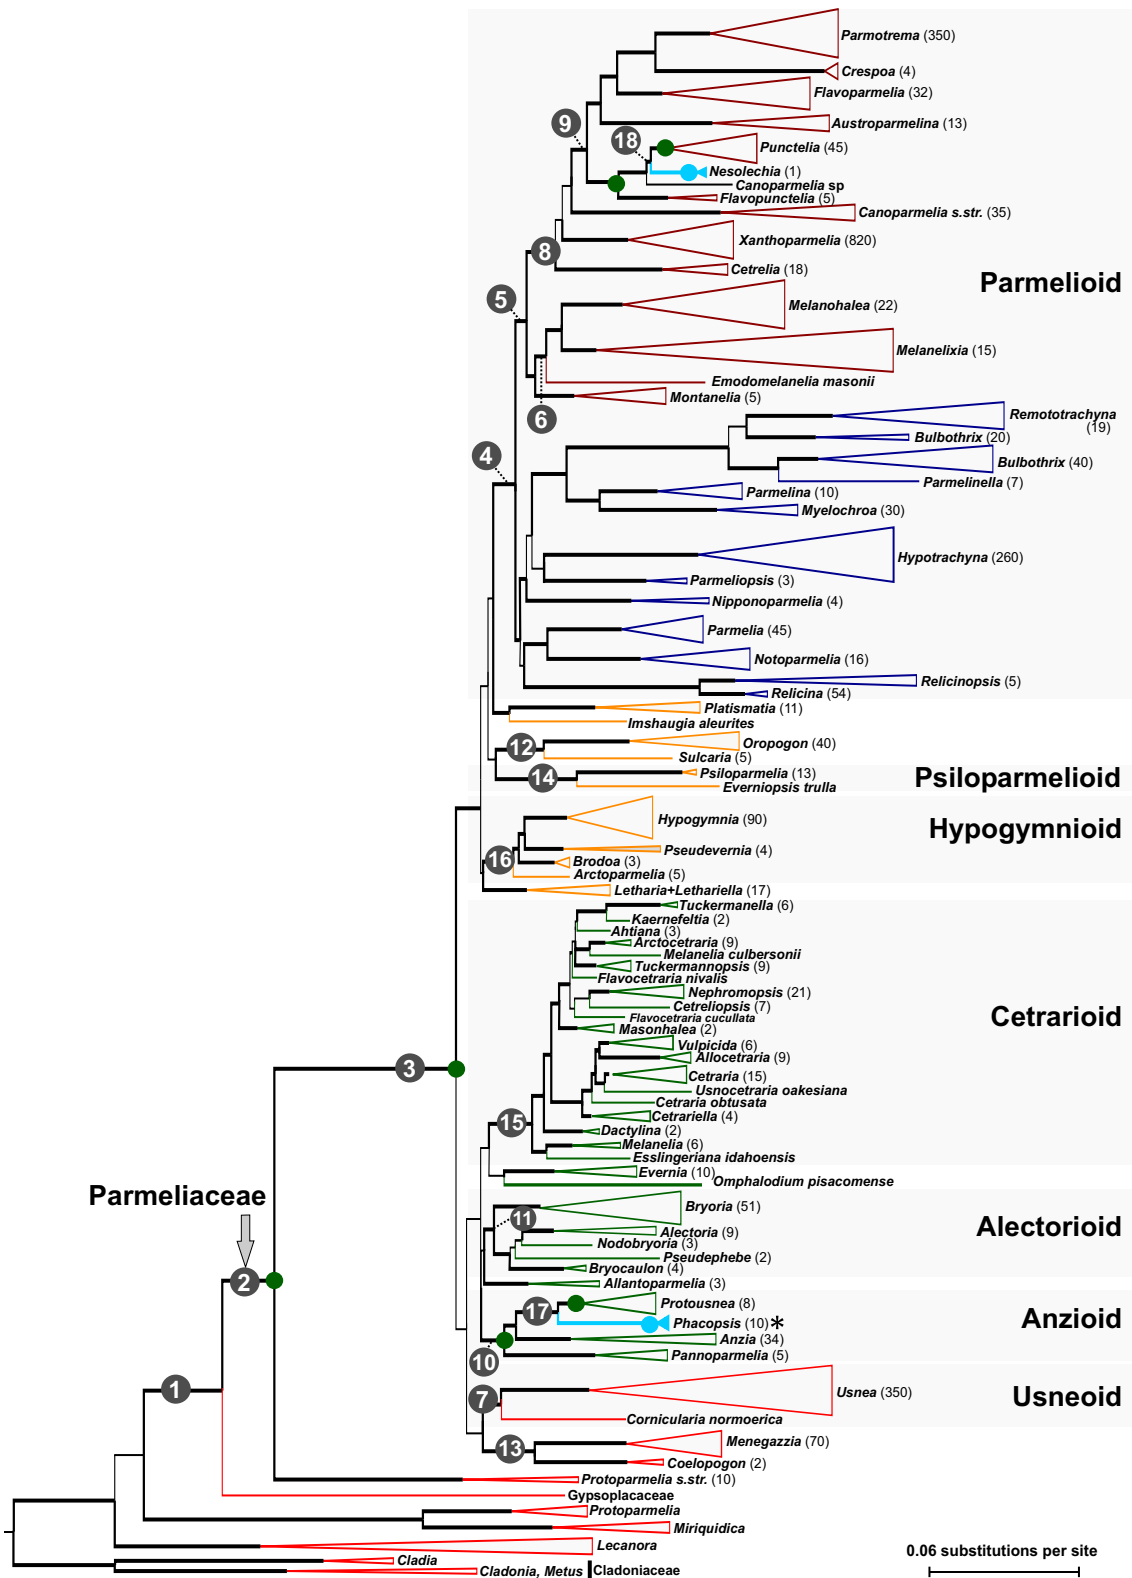 Parmotrema (350)
Crespoa (4)
Flavoparmelia (32)
9
Austroparmelina (13)
18
Punctelia (45)
Nesolechia (1)
Canoparmelia sp
Flavopunctelia (5)
Canoparmelia s.str. (35)
8
Xanthoparmelia (820)
Cetrelia (18)
Parmelioid
5
Melanohalea (22)
Melanelixia (15)
Emodomelanelia masonii
Montanelia (5)
6
Remototrachyna
(19)
Bulbothrix (20)
4
Bulbothrix (40)
Parmelinella (7)
Parmelina (10)
Myelochroa (30)
Hypotrachyna (260)
Parmeliopsis (3)
Nipponoparmelia (4)
Parmelia (45)
Notoparmelia (16)
Relicinopsis (5)
Relicina (54)
Platismatia (11)
Imshaugia aleurites
12
Oropogon (40)
Sulcaria (5)
14
Psiloparmelia (13)
Psiloparmelioid
Everniopsis trulla
Hypogymnia (90)
Hypogymnioid
Pseudevernia (4)
16
Brodoa (3)
Arctoparmelia (5)
Letharia+Lethariella (17)
Tuckermanella (6)
Kaernefeltia (2)
Ahtiana (3)
Arctocetraria (9)
Melanelia culbersonii
Tuckermannopsis (9)
Flavocetraria nivalis
Nephromopsis (21)
Cetreliopsis (7)
Flavocetraria cucullata
Cetrarioid
Masonhalea (2)
Vulpicida (6)
Allocetraria (9)
3
Cetraria (15)
Usnocetraria oakesiana
Cetraria obtusata
Cetrariella (4)
15
Dactylina (2)
Melanelia (6)
Esslingeriana idahoensis
Evernia (10)
Omphalodium pisacomense
Parmeliaceae
Bryoria (51)
11
Alectorioid
Alectoria (9)
Nodobryoria (3)
Pseudephebe (2)
Bryocaulon (4)
2
Allantoparmelia (3)
17
Protousnea (8)
Phacopsis (10)*
Anzioid
Anzia (34)
Pannoparmelia (5)
10
1
7
Usnea (350)
Usneoid
Cornicularia normoerica
13
Menegazzia (70)
Coelopogon (2)
Protoparmelia s.str. (10)
Gypsoplacaceae
Protoparmelia
Miriquidica
Lecanora
0.06 substitutions per site
Cladia
Cladonia, Metus
Cladoniaceae